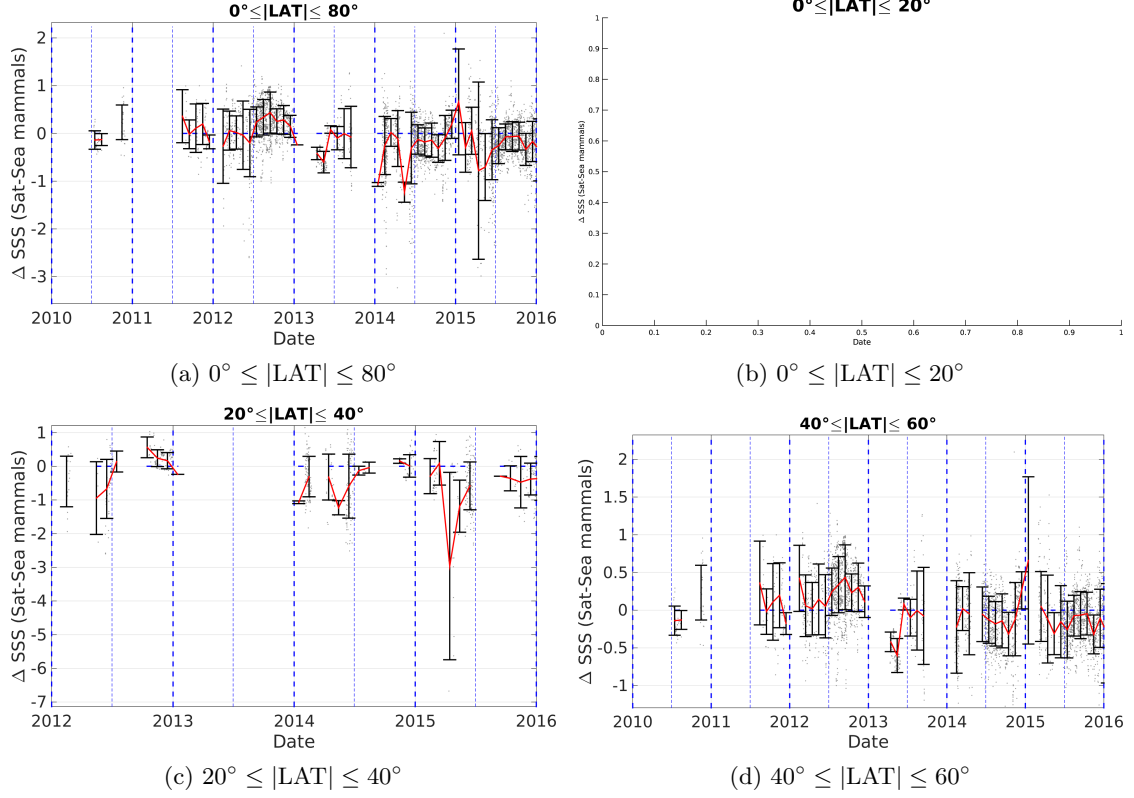 0°≤|LAT|≤ 80°
2
1
0
-1
-2
-3
Δ SSS (Sat-Sea mammals)
2010 2011 2012 2013 2014 2015 2016
Date
(a) 0° ≤ |LAT| ≤ 80°
0°≤|LAT|≤ 20°
1
0.9
0.8
0.7
0.6
0.5
0.4
0.3
0.2
0.1
0
Δ SSS (Sat-Sea mammals)
0 0.1 0.2 0.3 0.4 0.5 0.6 0.7 0.8 0.9 1
Date
(b) 0° ≤ |LAT| ≤ 20°
20°≤|LAT|≤ 40°
1
0
-1
-2
-3
-4
-5
-6
-7
Δ SSS (Sat-Sea mammals)
2012 2013 2014 2015 2016
Date
(c) 20° ≤ |LAT| ≤ 40°
40°≤|LAT|≤ 60°
2
1.5
1
0.5
0
-0.5
-1
Δ SSS (Sat-Sea mammals)
2010 2011 2012 2013 2014 2015 2016
Date
(d) 40° ≤ |LAT| ≤ 60°